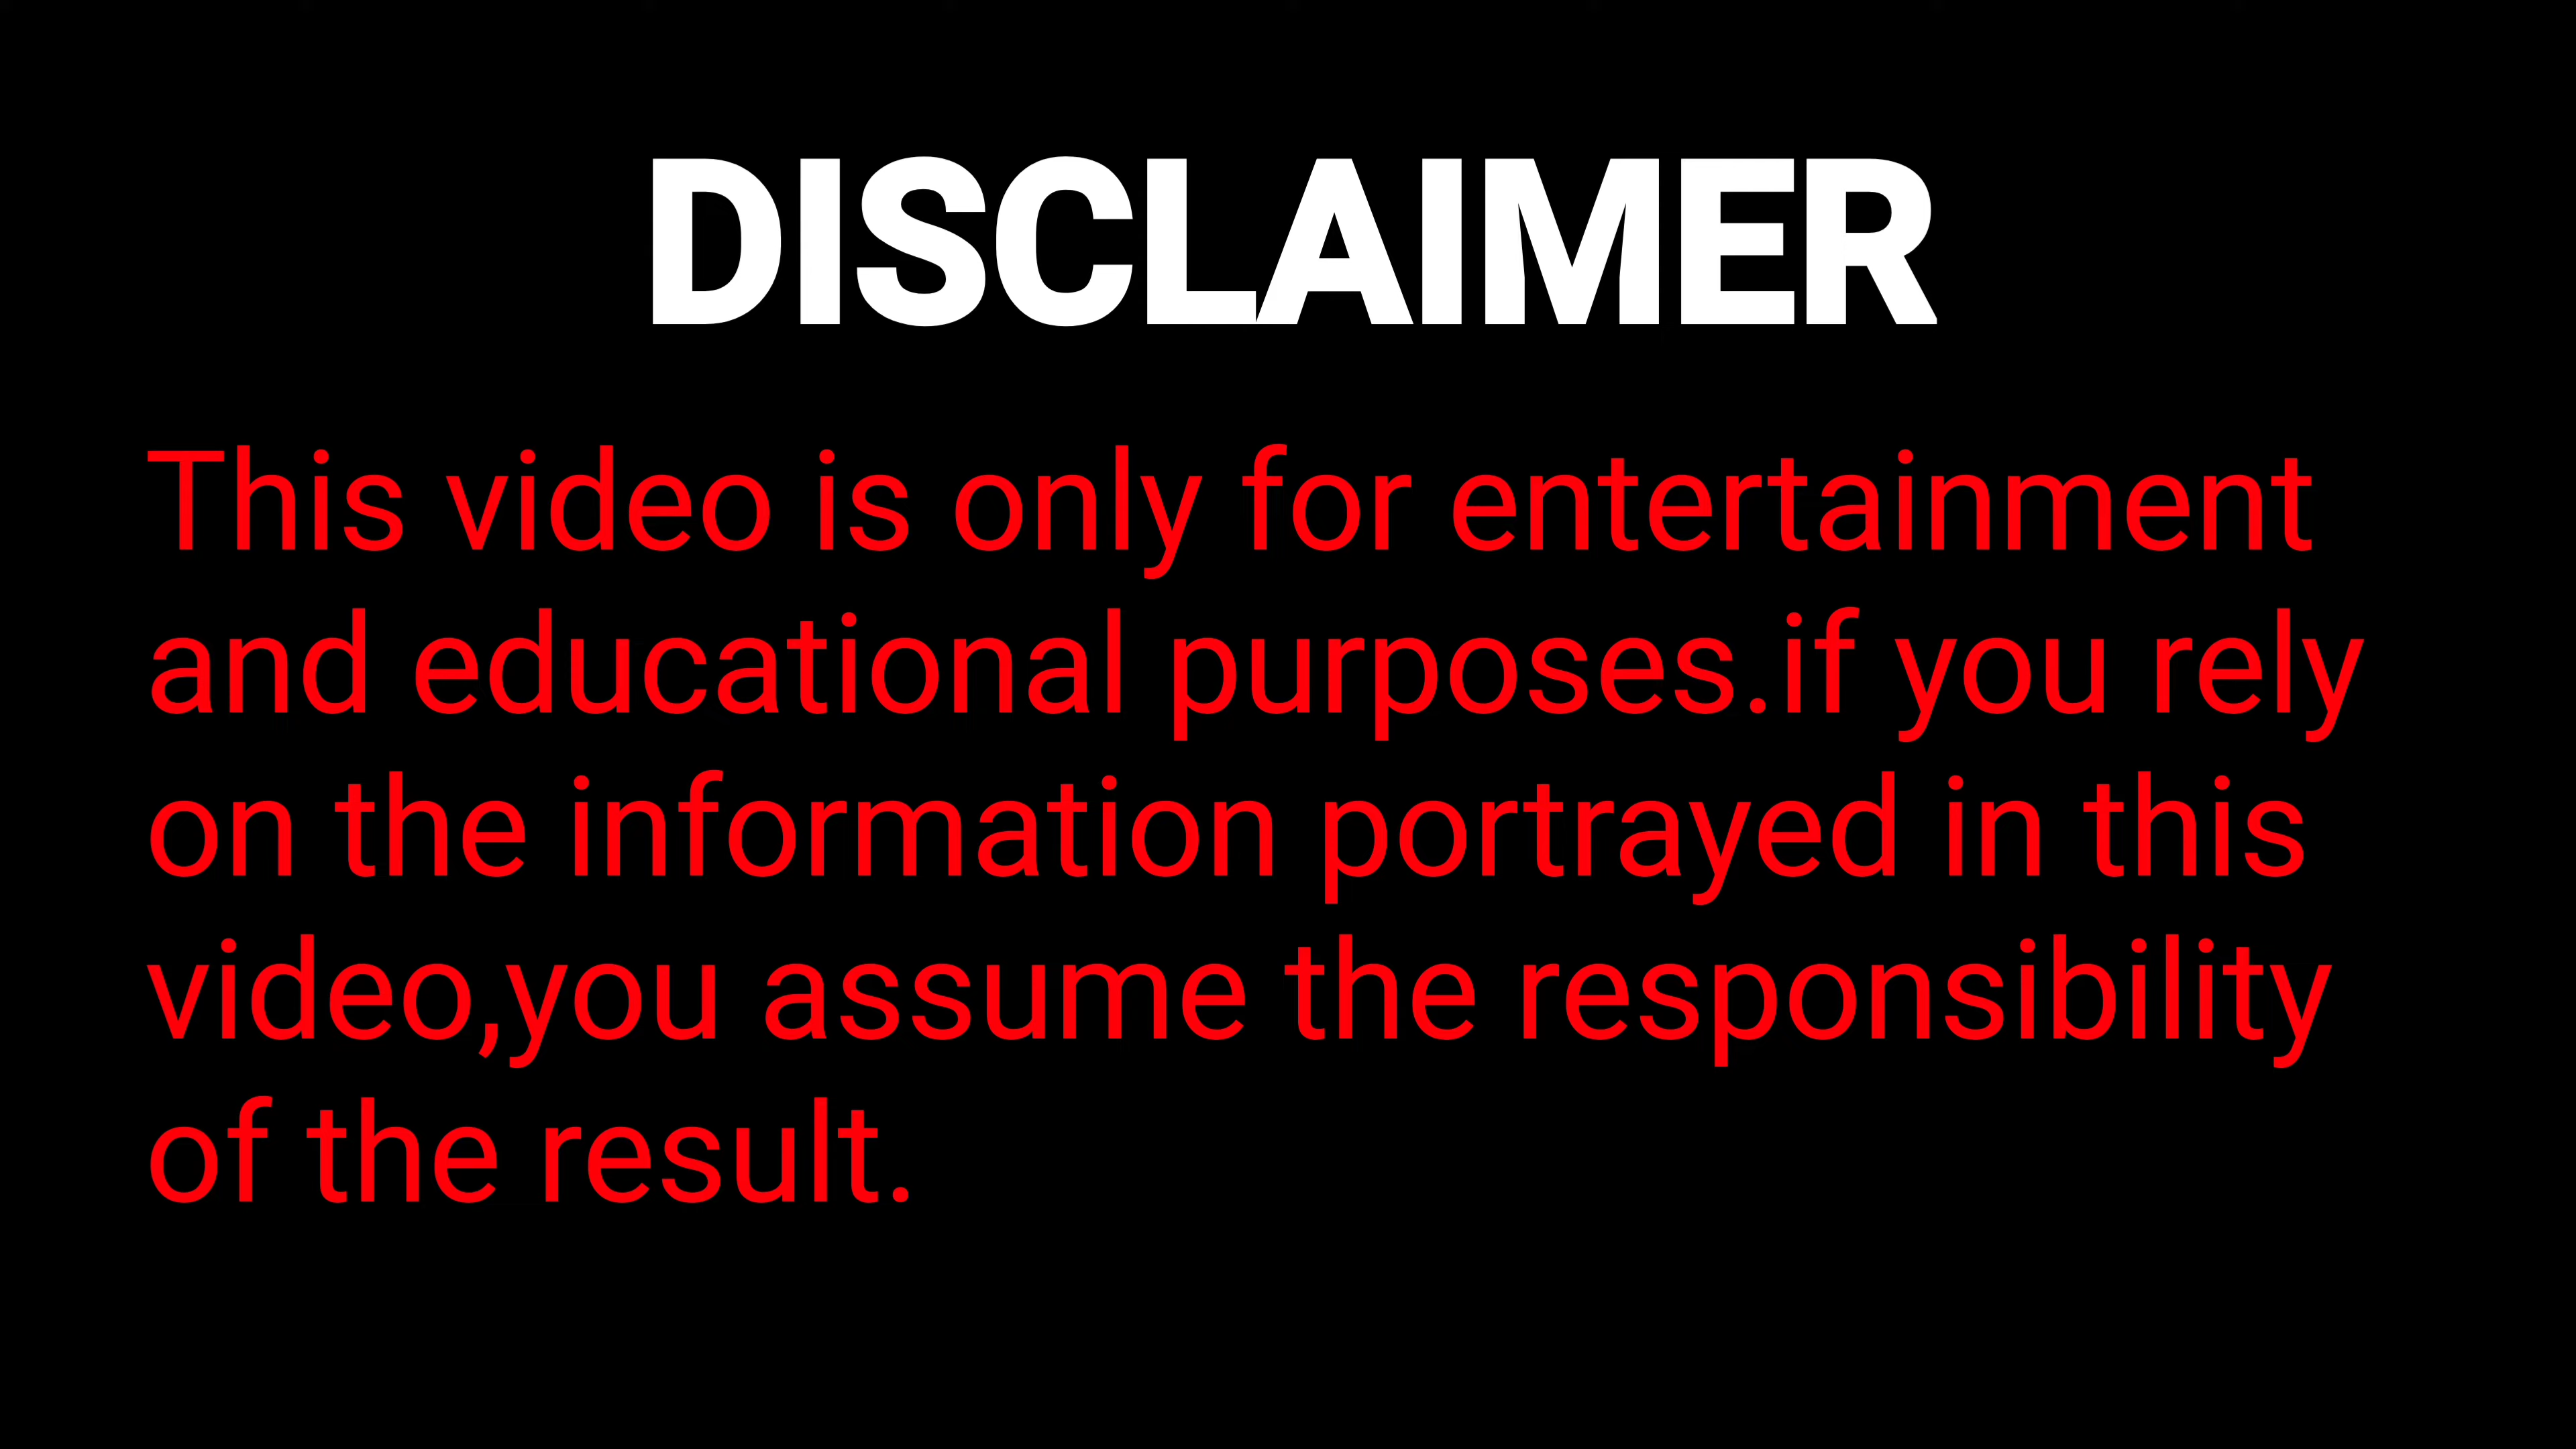 DISCLAIMER
This video is only for entertainment
and educational purposes.if you rely
on the information portrayed in this
video,you assume the responsibility
of the result.